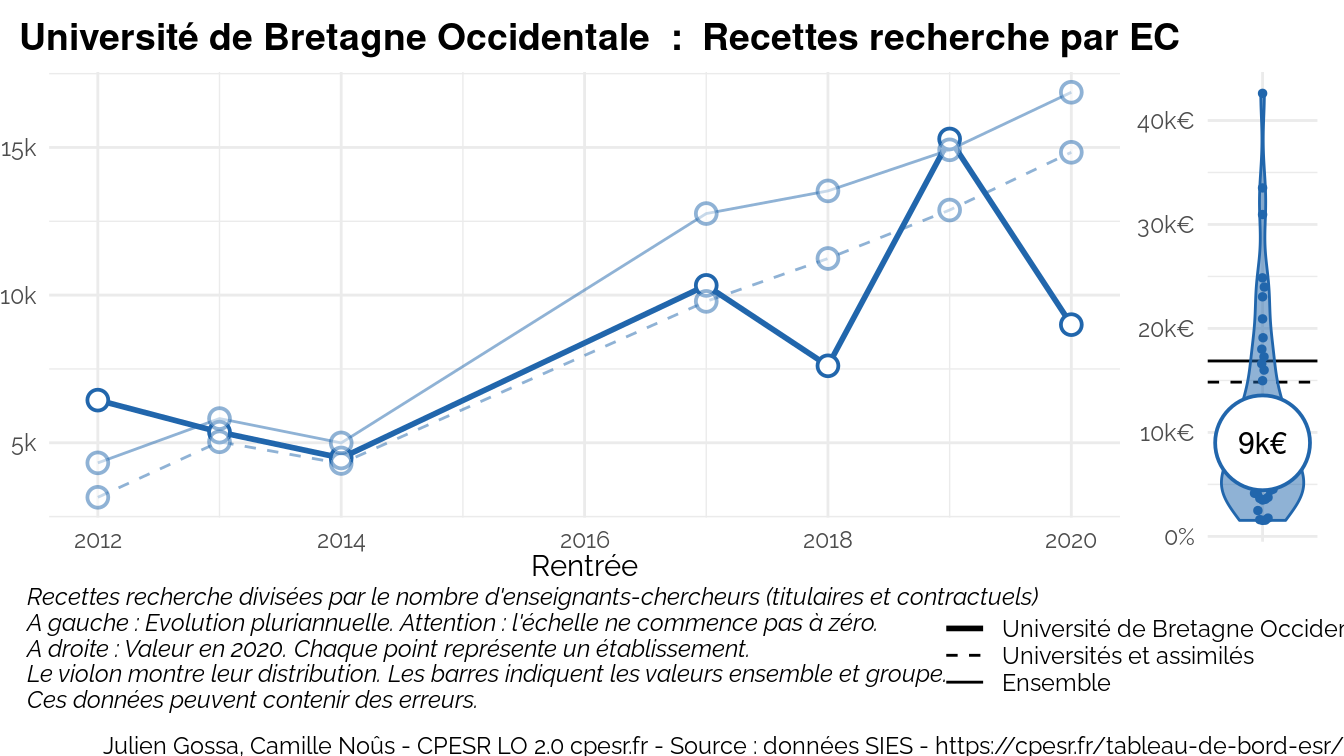 Université de Bretagne Occidentale : Recettes recherche par EC
15k
10k
5k
2012 2014 2016 2018 2020
Rentrée
40k€
30k€
20k€
10k€
0%
9k€
Recettes recherche divisées par le nombre d'enseignants-chercheurs (titulaires et contractuels)
A gauche : Evolution pluriannuelle. Attention : l'échelle ne commence pas à zéro.
A droite : Valeur en 2020. Chaque point représente un établissement.
Le violon montre leur distribution. Les barres indiquent les valeurs ensemble et groupe.
Ces données peuvent contenir des erreurs.
Université de Bretagne Occiden
Universités et assimilés
Ensemble
Julien Gossa, Camille Noûs - CPESR LO 2.0 cpesr.fr - Source : données SIES - https://cpesr.fr/tableau-de-bord-esr/